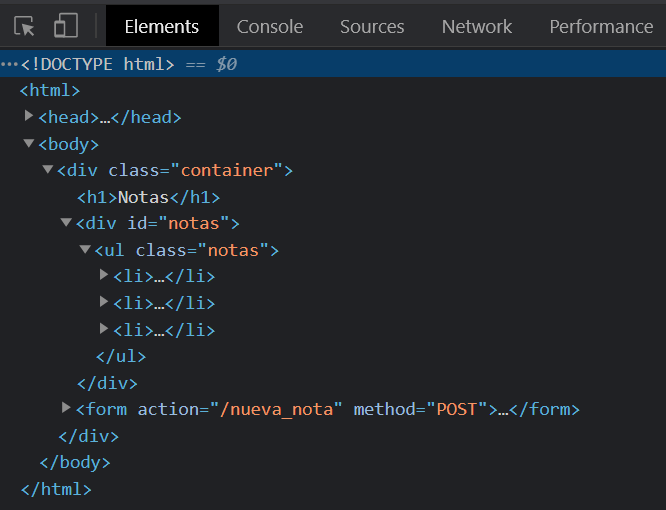 Elements Console Sources Network Performance
…<!DOCTYPE html> == $0
<html>
<head>…</head>
<body>
<div class="container">
<h1>Notas</h1>
<div id="notas">
<ul class="notas">
<li>…</li>
<li>…</li>
<li>…</li>
</ul>
</div>
<form action="/nueva_nota" method="POST">…</form>
</div>
</body>
</html>